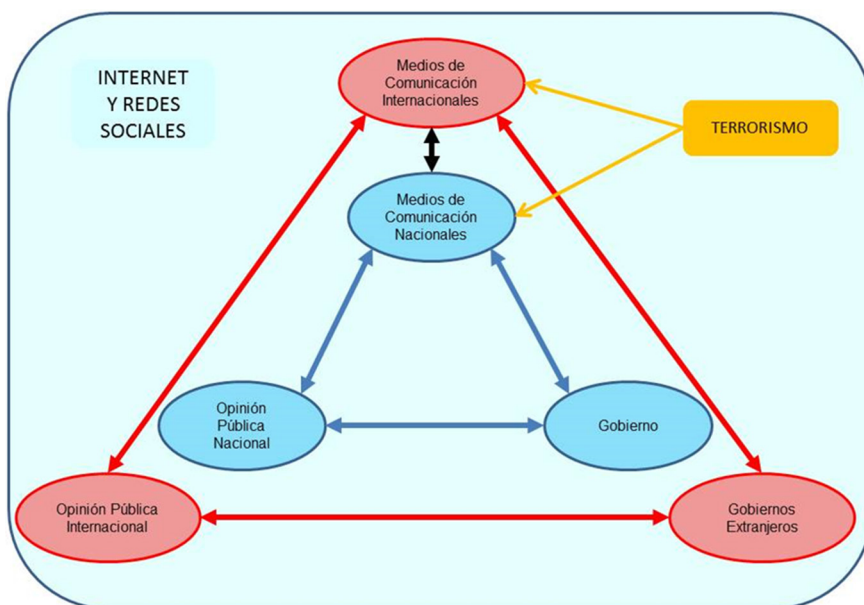 INTERNET
Y REDES
SOCIALES
Medios de
Comunicación
Internacionales
TERRORISMO
Medios de
Comunicación
Nacionales
Opinión
Pública
Nacional
Gobierno
Opinión Pública
Internacional
Gobiernos
Extranjeros